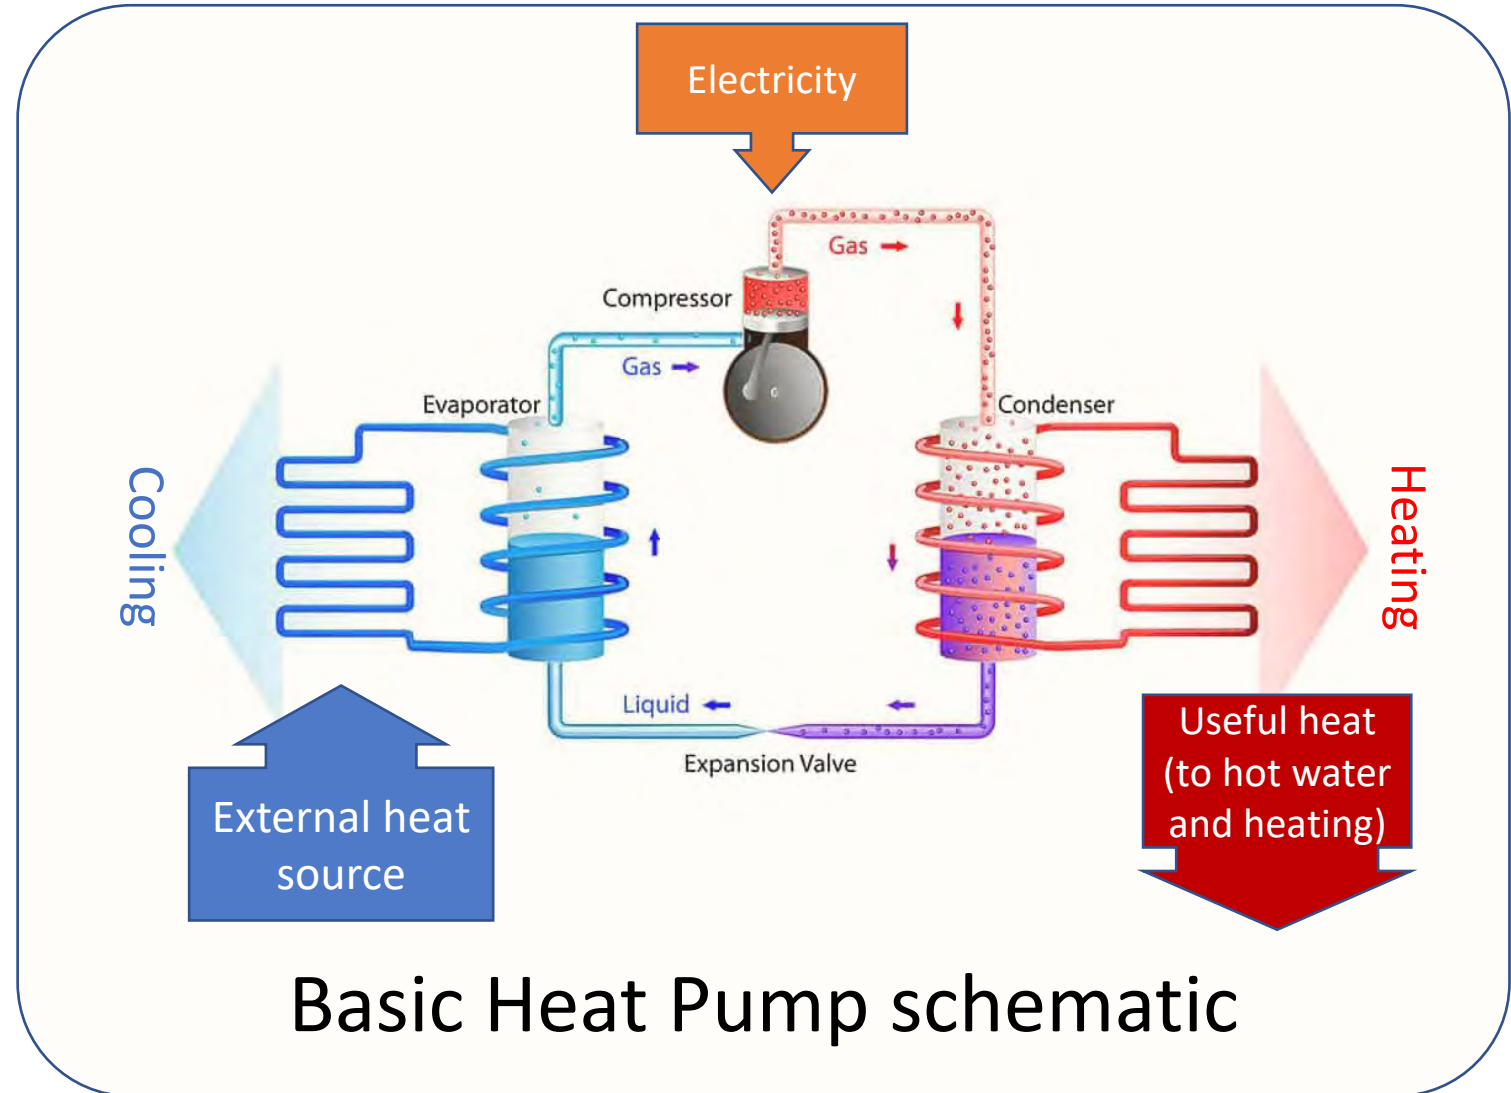 Electricity
Gas
Compressor
Gas
Evaporator
Condenser
Cooling
Heating
Liquid
Expansion Valve
Useful heat
(to hot water
and heating)
External heat
source
Basic Heat Pump schematic